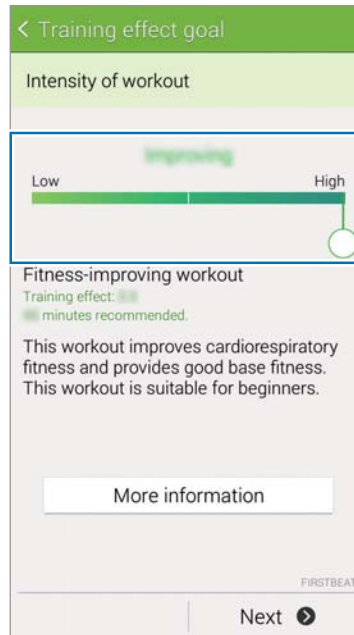 Training effect goal
Intensity of workout
Low High
Fitness-improving workout
Training effect:
minutes recommended.
This workout improves cardiorespiratory
fitness and provides good base fitness.
This workout is suitable for beginners.
More information
FIRSTBEAT
Next